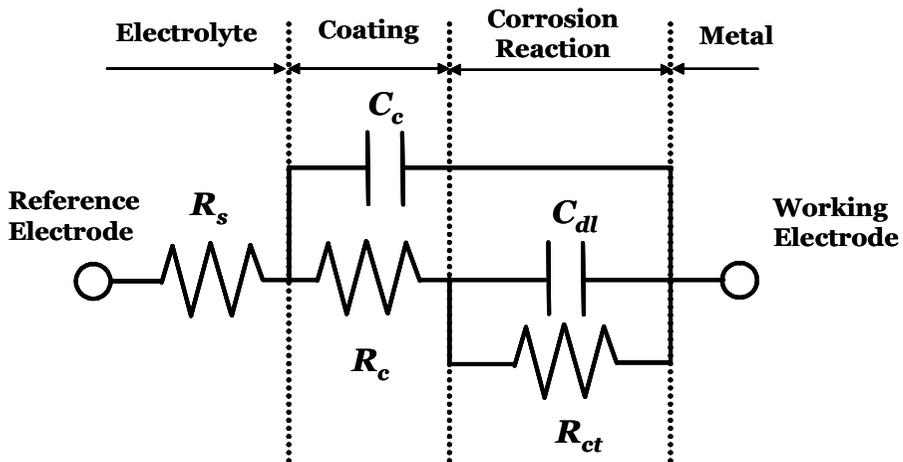 Electrolyte
Coating
Corrosion
Reaction
Metal
Cc
Reference
Electrode
Rs
Cdl
Working
Electrode
Rc
Rct